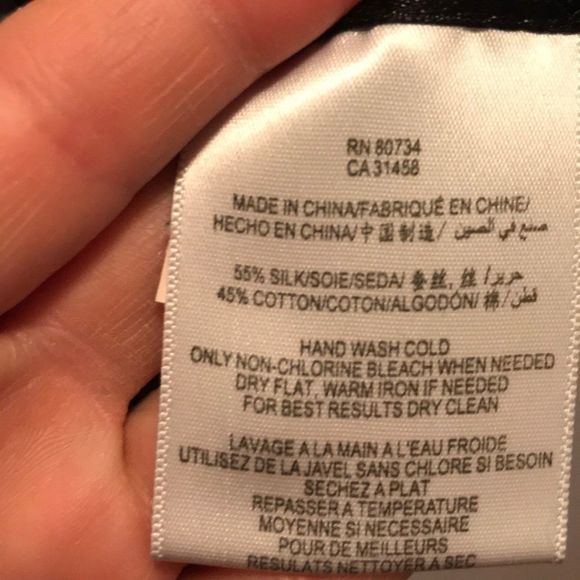 RN 80734
CA 31458
MADE IN CHINA/FABRIQUÉ EN CHINE/
HECHO EN CHINA/中国制造/ صنع في الصين
55% SILK/SOIE/SEDA/ 蚕丝, 丝 /حرير
45% COTTON/COTON/ALGODÓN/ 棉/قطن
HAND WASH COLD
ONLY NON-CHLORINE BLEACH WHEN NEEDED
DRY FLAT, WARM IRON IF NEEDED
FOR BEST RESULTS DRY CLEAN
LAVAGE A LA MAIN A L'EAU FROIDE
UTILISEZ DE LA JAVEL SANS CHLORE SI BESOIN
SECHEZ A PLAT
REPASSER A TEMPERATURE
MOYENNE SI NECESSAIRE
POUR DE MEILLEURS
RESULATS NETTOYER A SEC